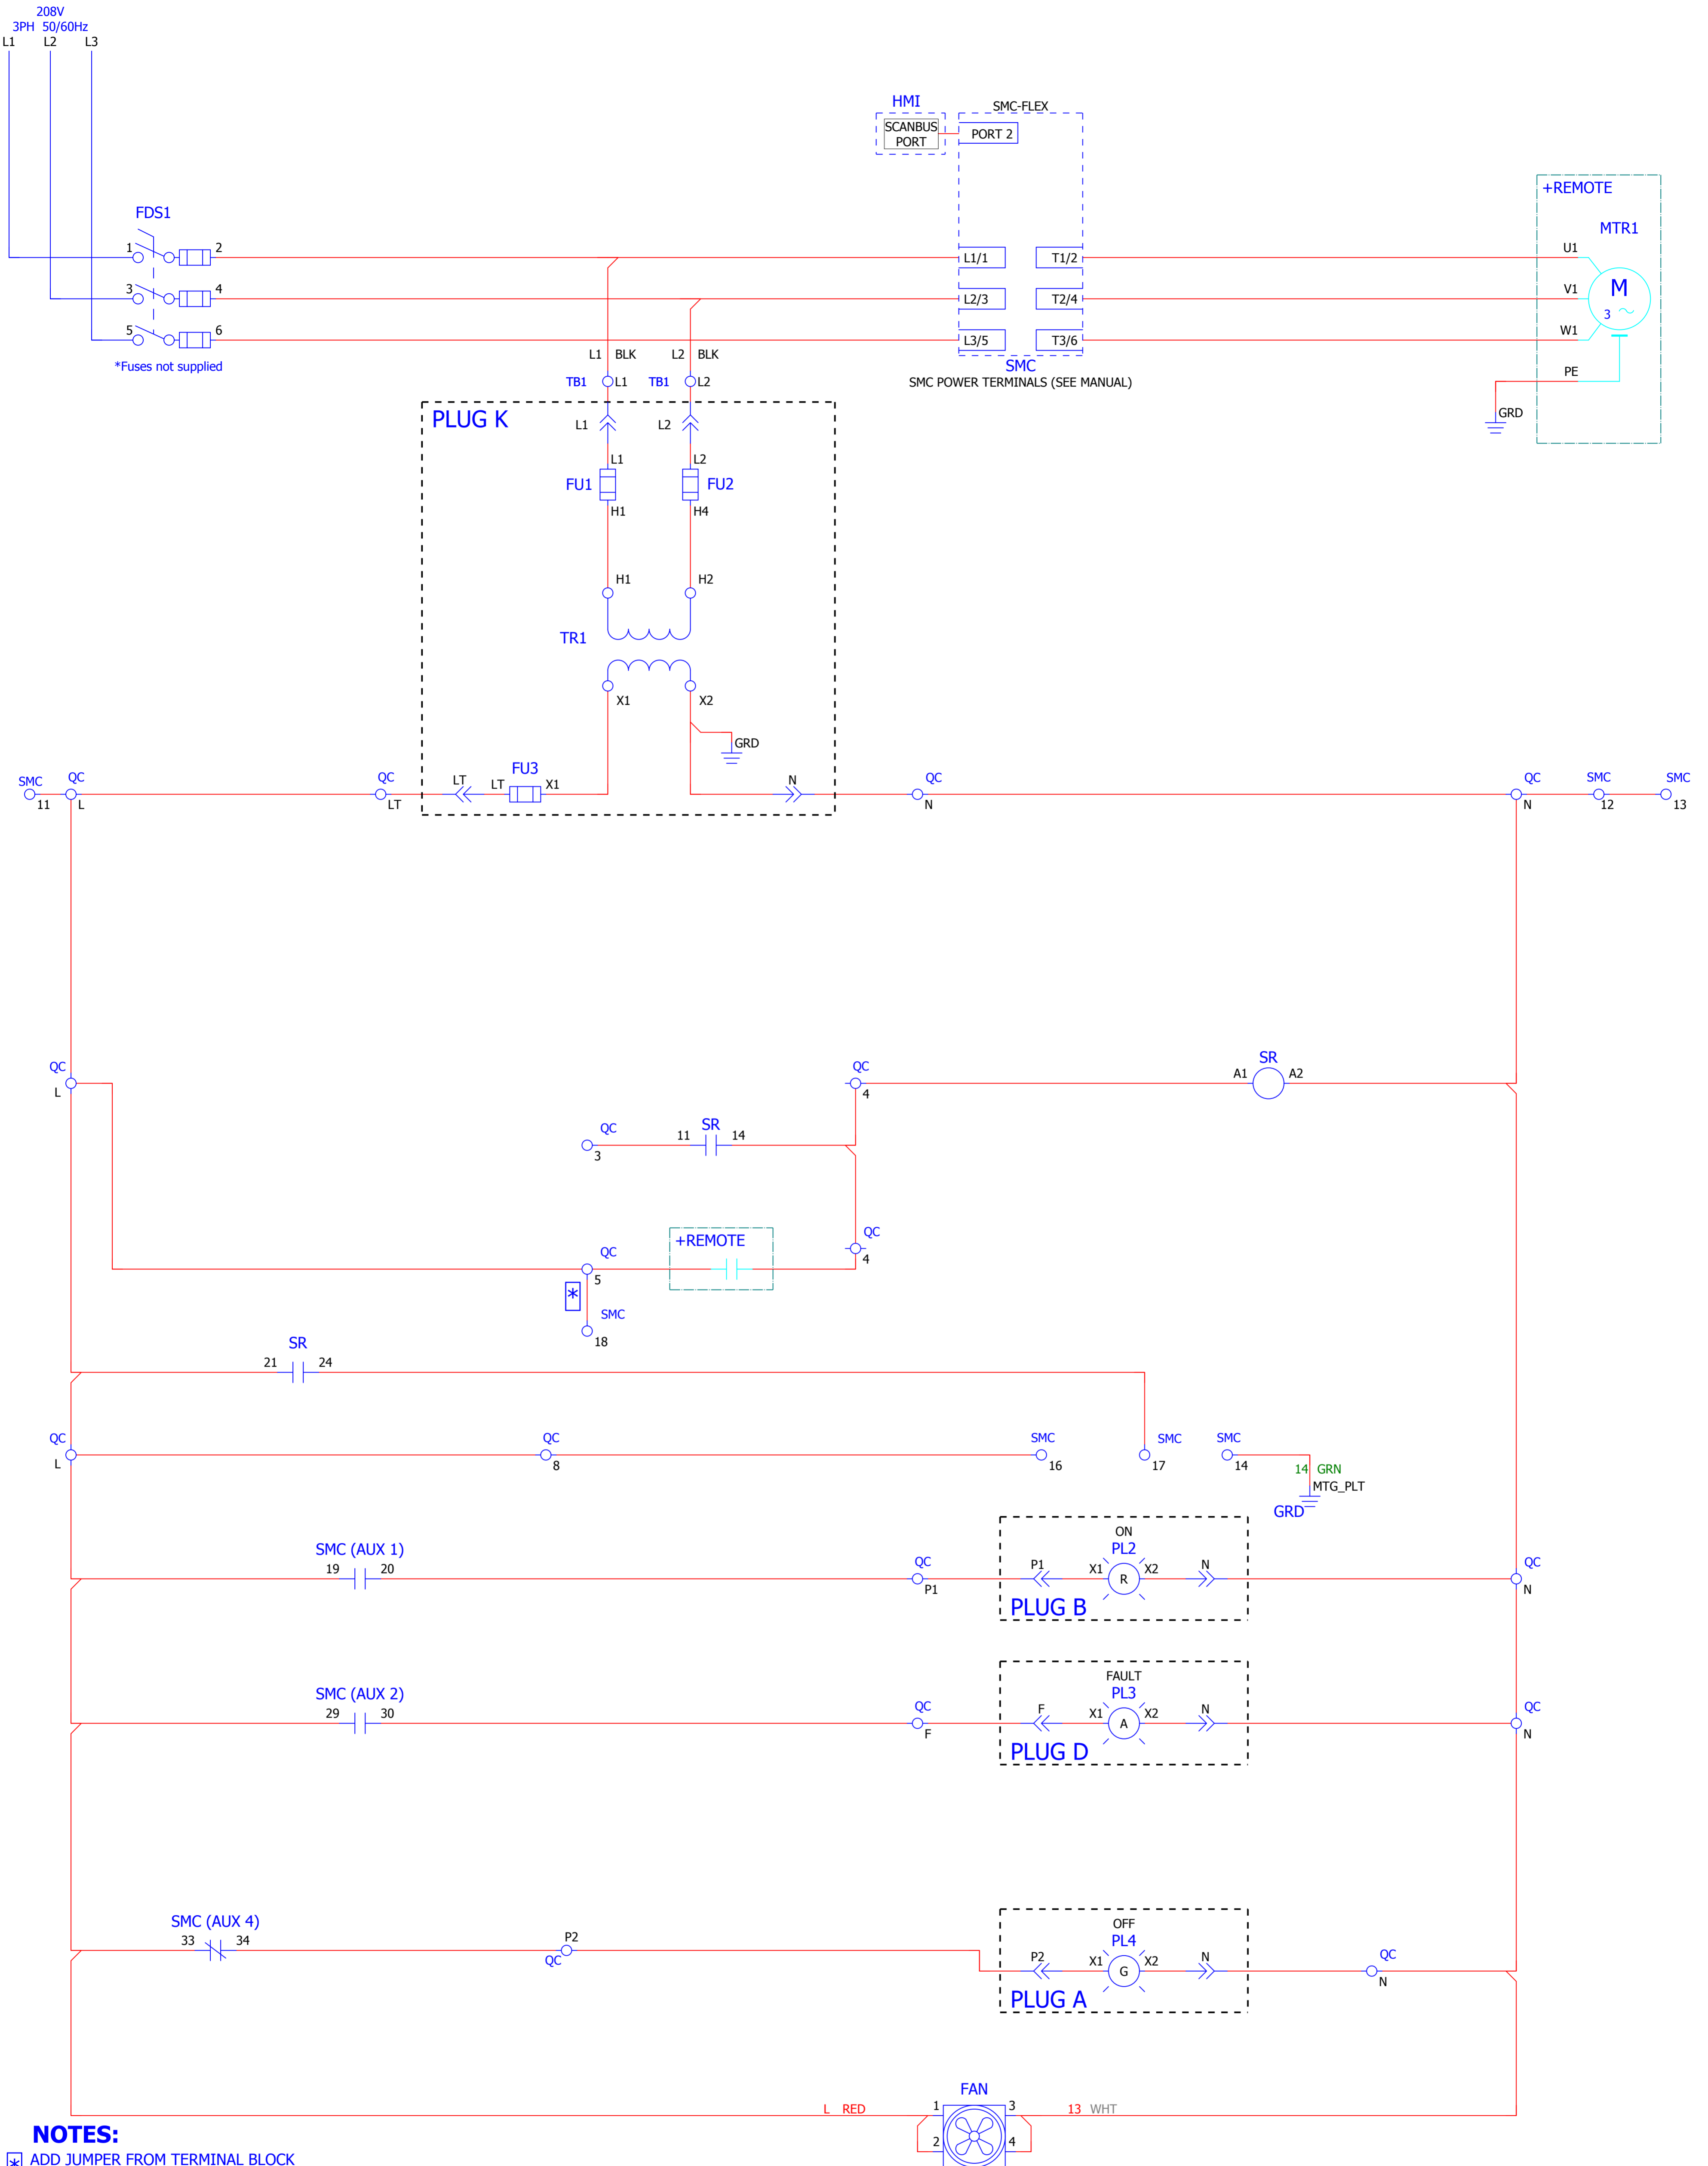 208V
3PH 50/60Hz
L1 L2 L3
HMI
SMC-FLEX
SCANBUS
PORT
PORT 2
+REMOTE
FDS1
MTR1
1 2
L1/1 T1/2
U1
3 4
L2/3 T2/4
V1
M
3
5 6
L3/5 T3/6
W1
*Fuses not supplied
L1 BLK L2 BLK
SMC
PE
TB1 L1 TB1 L2
SMC POWER TERMINALS (SEE MANUAL)
GRD
PLUG K
L1 L2
L1 L2
FU1 FU2
H1 H4
H1 H2
TR1
X1 X2
GRD
SMC QC QC
FU3
LT LT X1 N
QC QC SMC SMC
11 L LT N N 12 13
QC QC SR
A1 A2
L 4
QC 11 SR 14
3
+REMOTE QC
QC 4
5
*
SMC
18
SR
21 24
QC QC SMC SMC SMC
L 8 16 17 14
14 GRN
MTG_PLT
GRD
ON
SMC (AUX 1)
PL2
19 20
QC P1 X1 R X2 N QC
P1 N
PLUG B
FAULT
SMC (AUX 2)
PL3
29 30
QC F X1 A X2 N QC
F N
PLUG D
SMC (AUX 4)
OFF
33 34
P2
QC
PL4
P2 X1 G X2 N QC
N
PLUG A
FAN
L RED 1 3 13 WHT
2 4
NOTES:
* ADD JUMPER FROM TERMINAL BLOCK